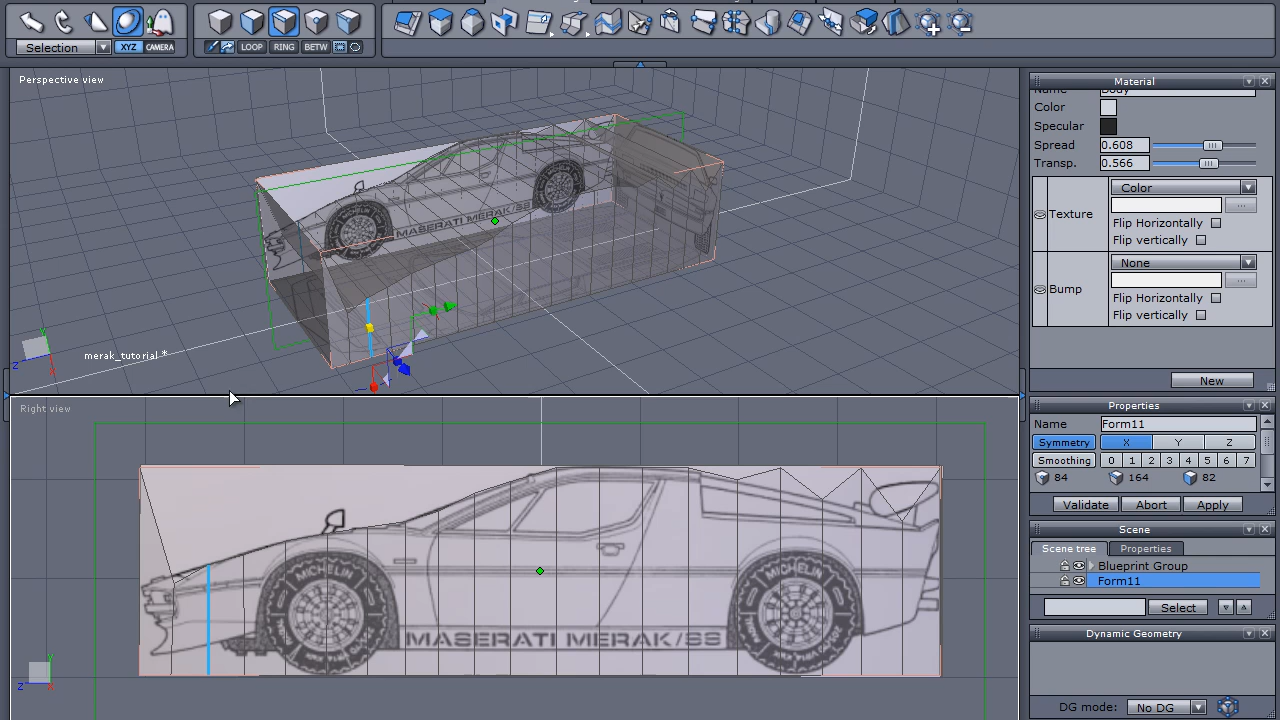 Selection
XYZ CAMERA
LOOP RING BETW
Perspective view
MASERATI MERAK/SS
merak_tutorial *
X
Y
Z
Right view
MICHELIN
MICHELIN
MASERATI MERAK/SS
Y
Z X
Material
Name Body
Color
Specular
Spread 0.608
Transp. 0.566
Texture
Color
...
Flip Horizontally
Flip vertically
Bump
None
...
Flip Horizontally
Flip vertically
New
Properties
Name Form11
Symmetry X Y Z
Smoothing 0 1 2 3 4 5 6 7
84 164 82
Validate Abort Apply
Scene
Scene tree Properties
Blueprint Group
Form11
Select
Dynamic Geometry
DG mode: No DG